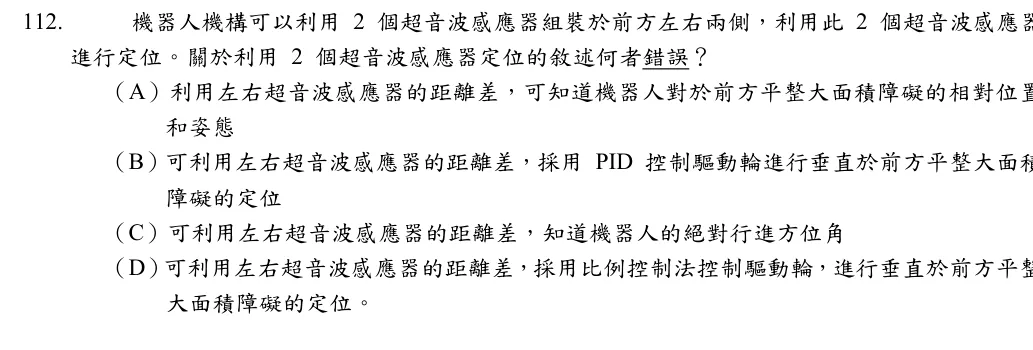 112. 機器人機構可以利用 2 個超音波感應器組裝於前方左右兩側，利用此 2 個超音波感應器
進行定位。關於利用 2 個超音波感應器定位的敘述何者錯誤？
（A）利用左右超音波感應器的距離差，可知道機器人對於前方平整大面積障礙的相對位置
和姿態
（B）可利用左右超音波感應器的距離差，採用 PID 控制驅動輪進行垂直於前方平整大面積
障礙的定位
（C）可利用左右超音波感應器的距離差，知道機器人的絕對行進方位角
（D）可利用左右超音波感應器的距離差，採用比例控制法控制驅動輪，進行垂直於前方平整
大面積障礙的定位。